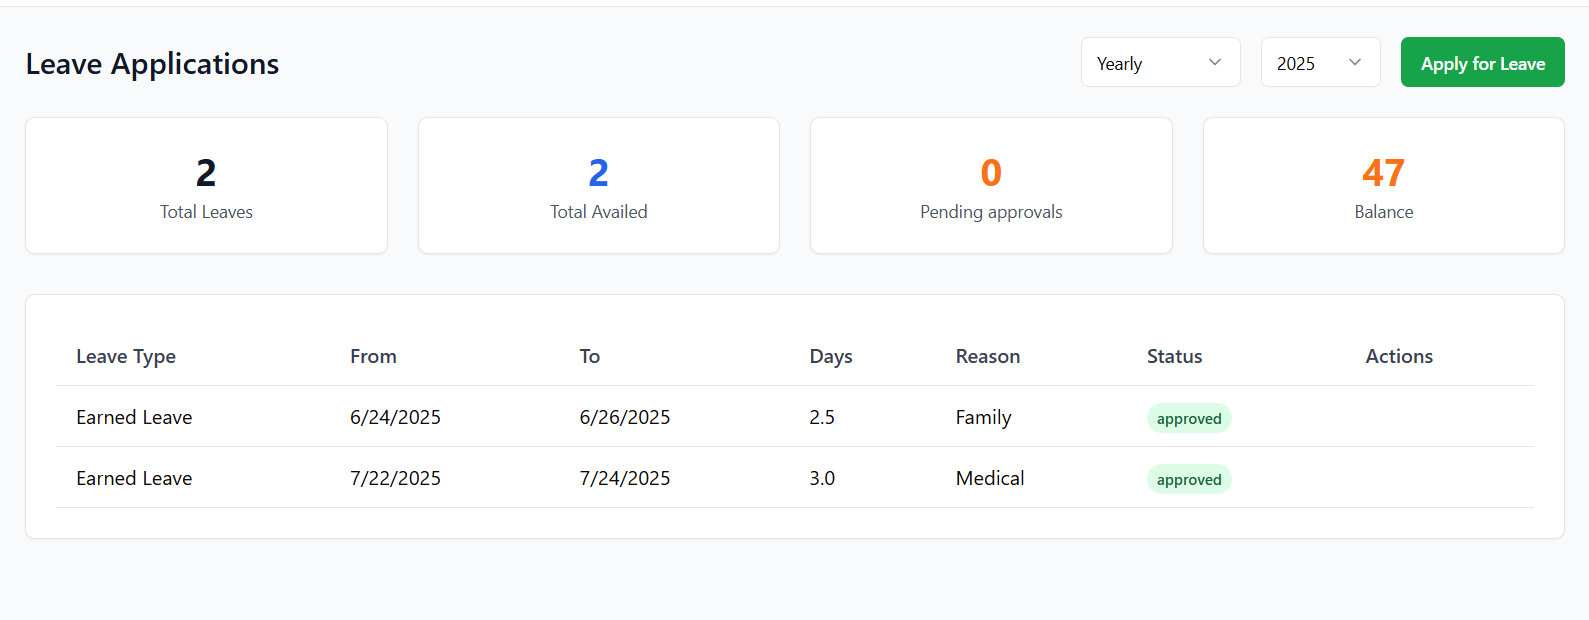 Leave Applications
Yearly
2025
Apply for Leave
2
Total Leaves
2
Total Availed
0
Pending approvals
47
Balance
Leave Type From To Days Reason Status Actions
Earned Leave 6/24/2025 6/26/2025 2.5 Family approved
Earned Leave 7/22/2025 7/24/2025 3.0 Medical approved